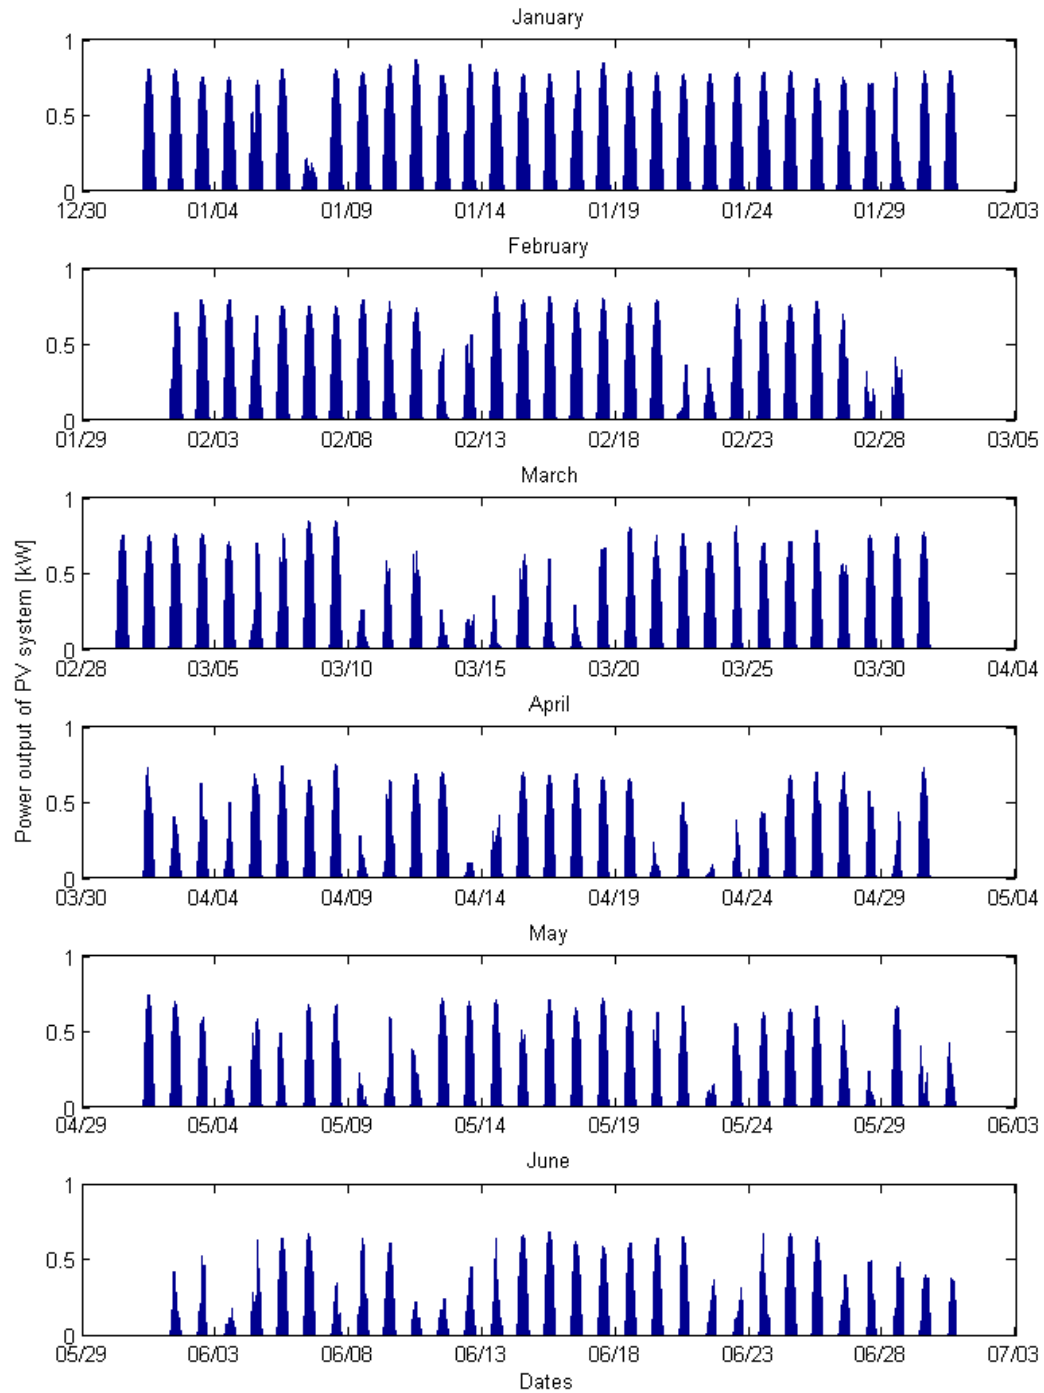 January
1
0.5
0
12/30 01/04 01/09 01/14 01/19 01/24 01/29 02/03
February
1
0.5
0
01/29 02/03 02/08 02/13 02/18 02/23 02/28 03/05
March
1
0.5
0
02/28 03/05 03/10 03/15 03/20 03/25 03/30 04/04
Power output of PV system [kW]
April
1
0.5
0
03/30 04/04 04/09 04/14 04/19 04/24 04/29 05/04
May
1
0.5
0
04/29 05/04 05/09 05/14 05/19 05/24 05/29 06/03
June
1
0.5
0
05/29 06/03 06/08 06/13 06/18 06/23 06/28 07/03
Dates